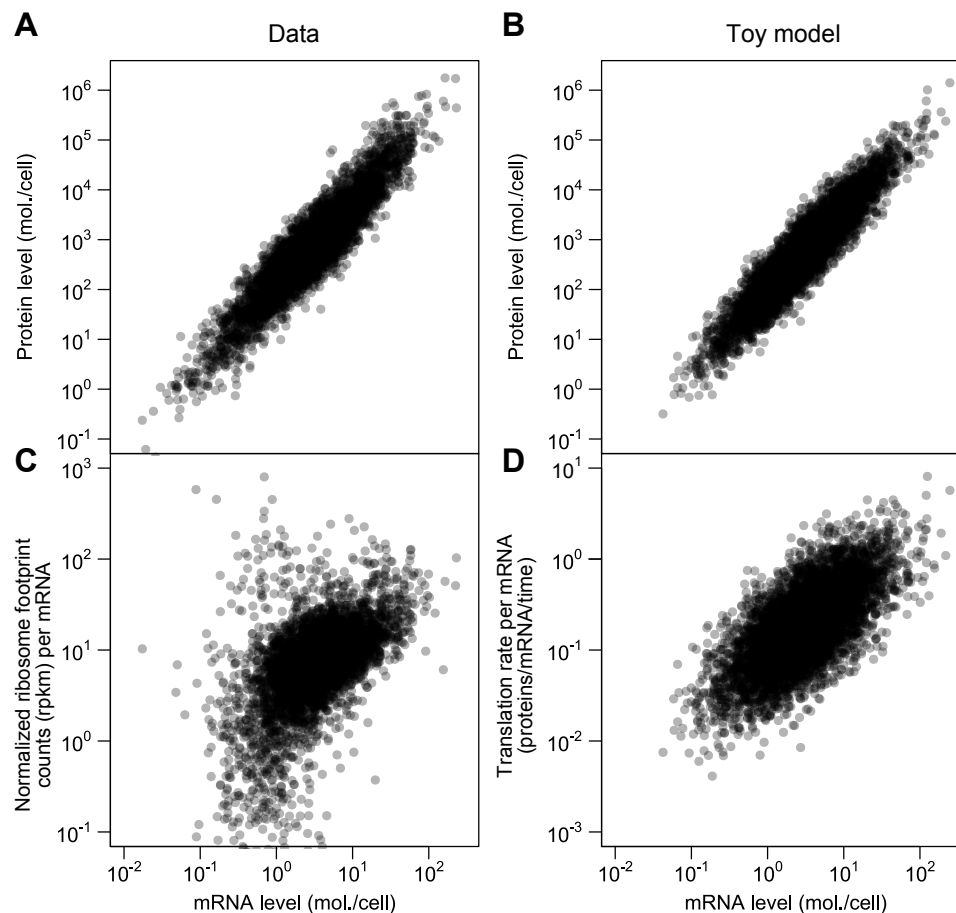 A
Data
B
Toy model
Protein level (mol./cell)
10^6
10^5
10^4
10^3
10^2
10^1
10^0
10^-1
Protein level (mol./cell)
10^6
10^5
10^4
10^3
10^2
10^1
10^0
10^-1
C
Normalized ribosome footprint
counts (rpkm) per mRNA
10^3
10^2
10^1
10^0
10^-1
10^-2
10^0
10^1
10^2
mRNA level (mol./cell)
D
Translation rate per mRNA
(proteins/mRNA/time)
10^1
10^0
10^-1
10^-2
10^-3
10^-2
10^0
10^1
10^2
mRNA level (mol./cell)